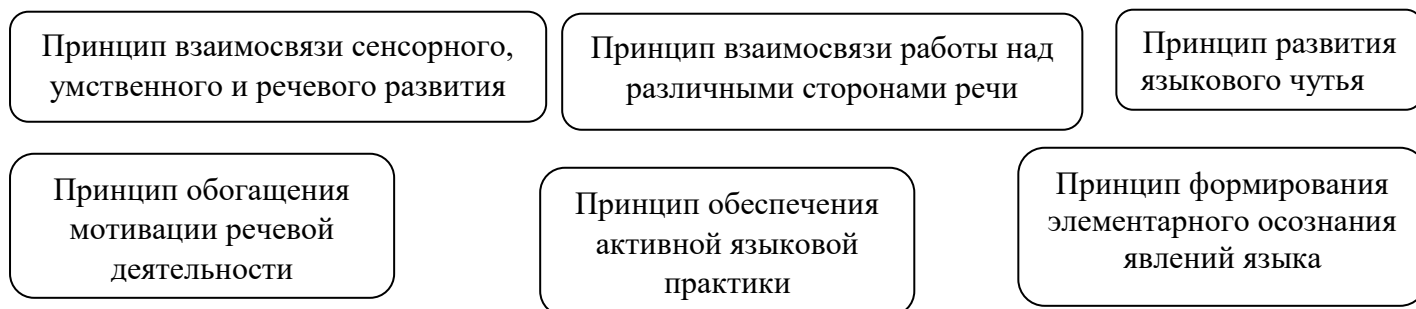 Принцип взаимосвязи сенсорного,
умственного и речевого развития
Принцип взаимосвязи работы над
различными сторонами речи
Принцип развития
языкового чутья
Принцип обогащения
мотивации речевой
деятельности
Принцип обеспечения
активной языковой
практики
Принцип формирования
элементарного осознания
явлений языка